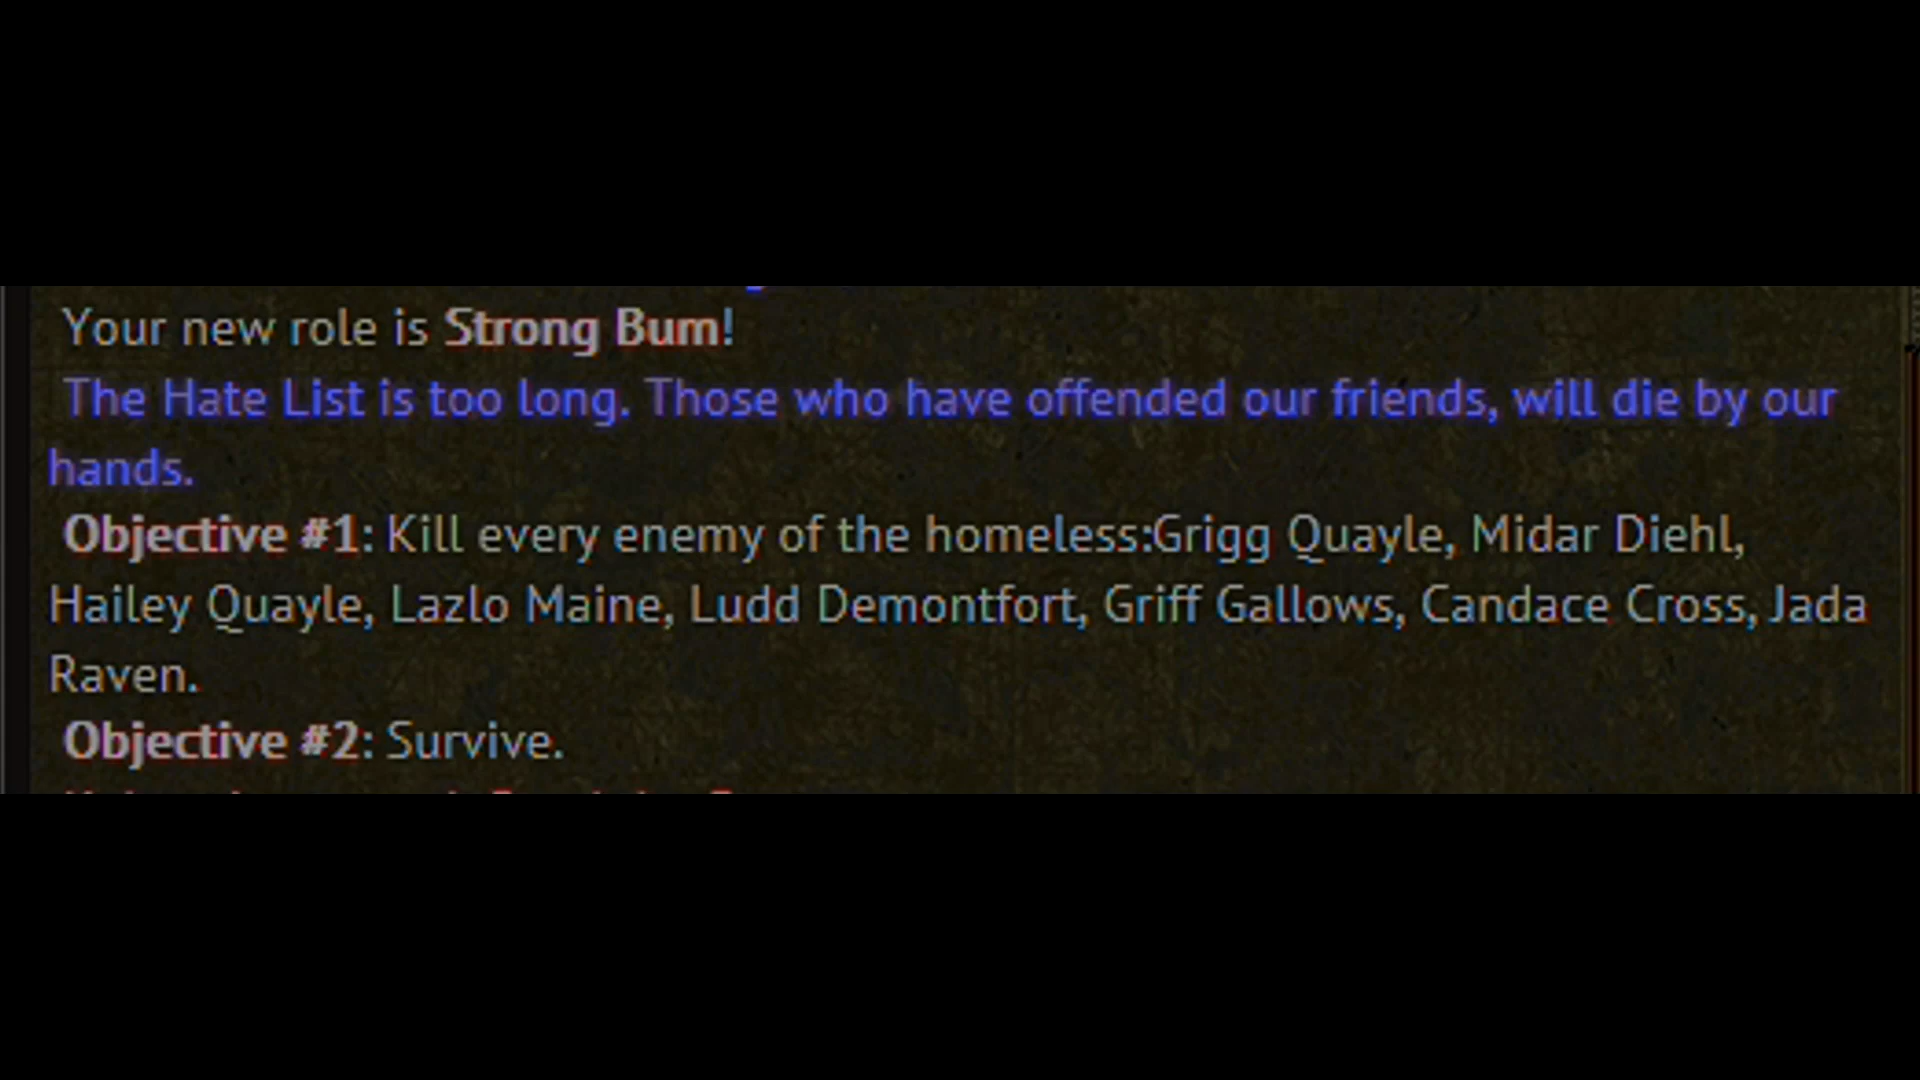 Your new role is Strong Bum!
The Hate List is too long. Those who have offended our friends, will die by our
hands.
Objective #1: Kill every enemy of the homeless:Grigg Quayle, Midar Diehl,
Hailey Quayle, Lazlo Maine, Ludd Demontfort, Griff Gallows, Candace Cross, Jada
Raven.
Objective #2: Survive.